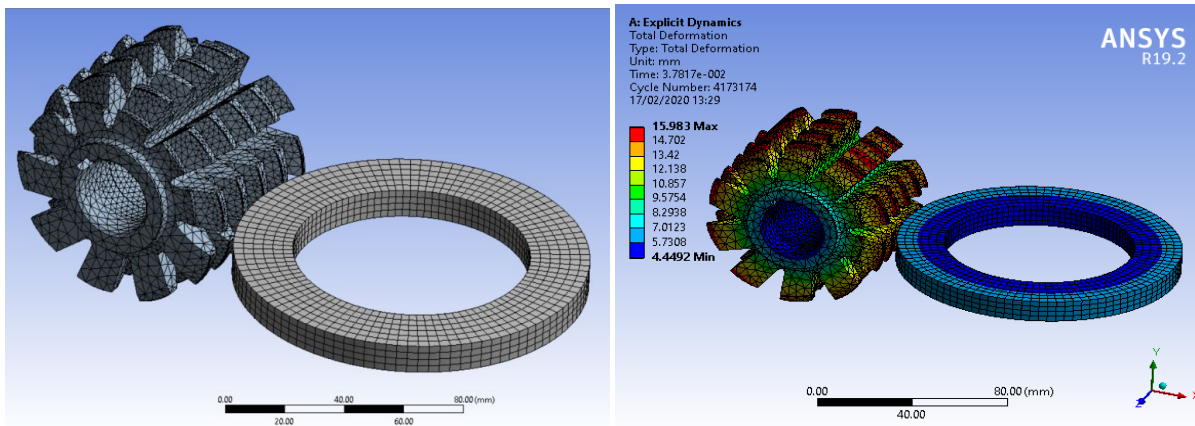 0.00 40.00 80.00 (mm)
20.00 60.00
A: Explicit Dynamics
Total Deformation
Type: Total Deformation
Unit: mm
Time: 3.7817e-002
Cycle Number: 4173174
17/02/2020 13:29
15.983 Max
14.702
13.42
12.138
10.857
9.5754
8.2938
7.0123
5.7308
4.4492 Min
ANSYS
R19.2
0.00 80.00 (mm)
40.00
Y
X
Z